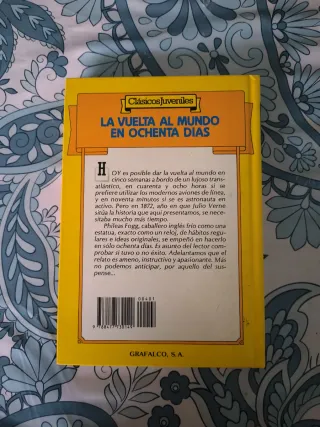 Clásicos Juveniles
LA VUELTA AL MUNDO
EN OCHENTA DIAS
HOY es posible dar la vuelta al mundo en
cinco semanas a bordo de un lujoso trans-
atlántico, en cuarenta y ocho horas si se
prefiere utilizar los modernos aviones de línea,
y en noventa minutos si se es astronauta en
activo. Pero en 1872, año en que Julio Verne
sitúa la historia que aquí presentamos, se nece-
sitaba mucho más tiempo.
Phileas Fogg, caballero inglés frío como una
estatua, exacto como un reloj, de hábitos regu-
lares e ideas originales, se empeñó en hacerlo
en sólo ochenta días. Es asunto del lector com-
probar si tuvo o no éxito. Adelantamos que el
relato es ameno, instructivo y apasionante. Más
no podemos anticipar, por aquello del sus-
pense...
GRAFALCO, S.A.